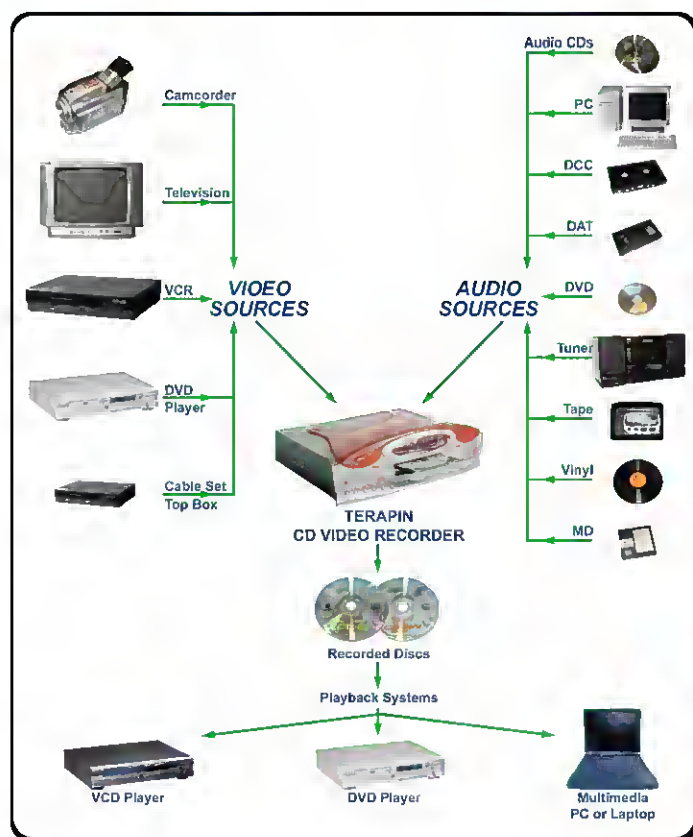 Camcorder
Television
VCR
DVD
Player
Cable Set
Top Box
VIDEO
SOURCES
AUDIO
SOURCES
Audio CDs
PC
DCC
DAT
DVD
Tuner
Tape
Vinyl
MD
TERAPIN
CD VIDEO RECORDER
Recorded Discs
Playback Systems
VCD Player
DVD Player
Multimedia
PC or Laptop